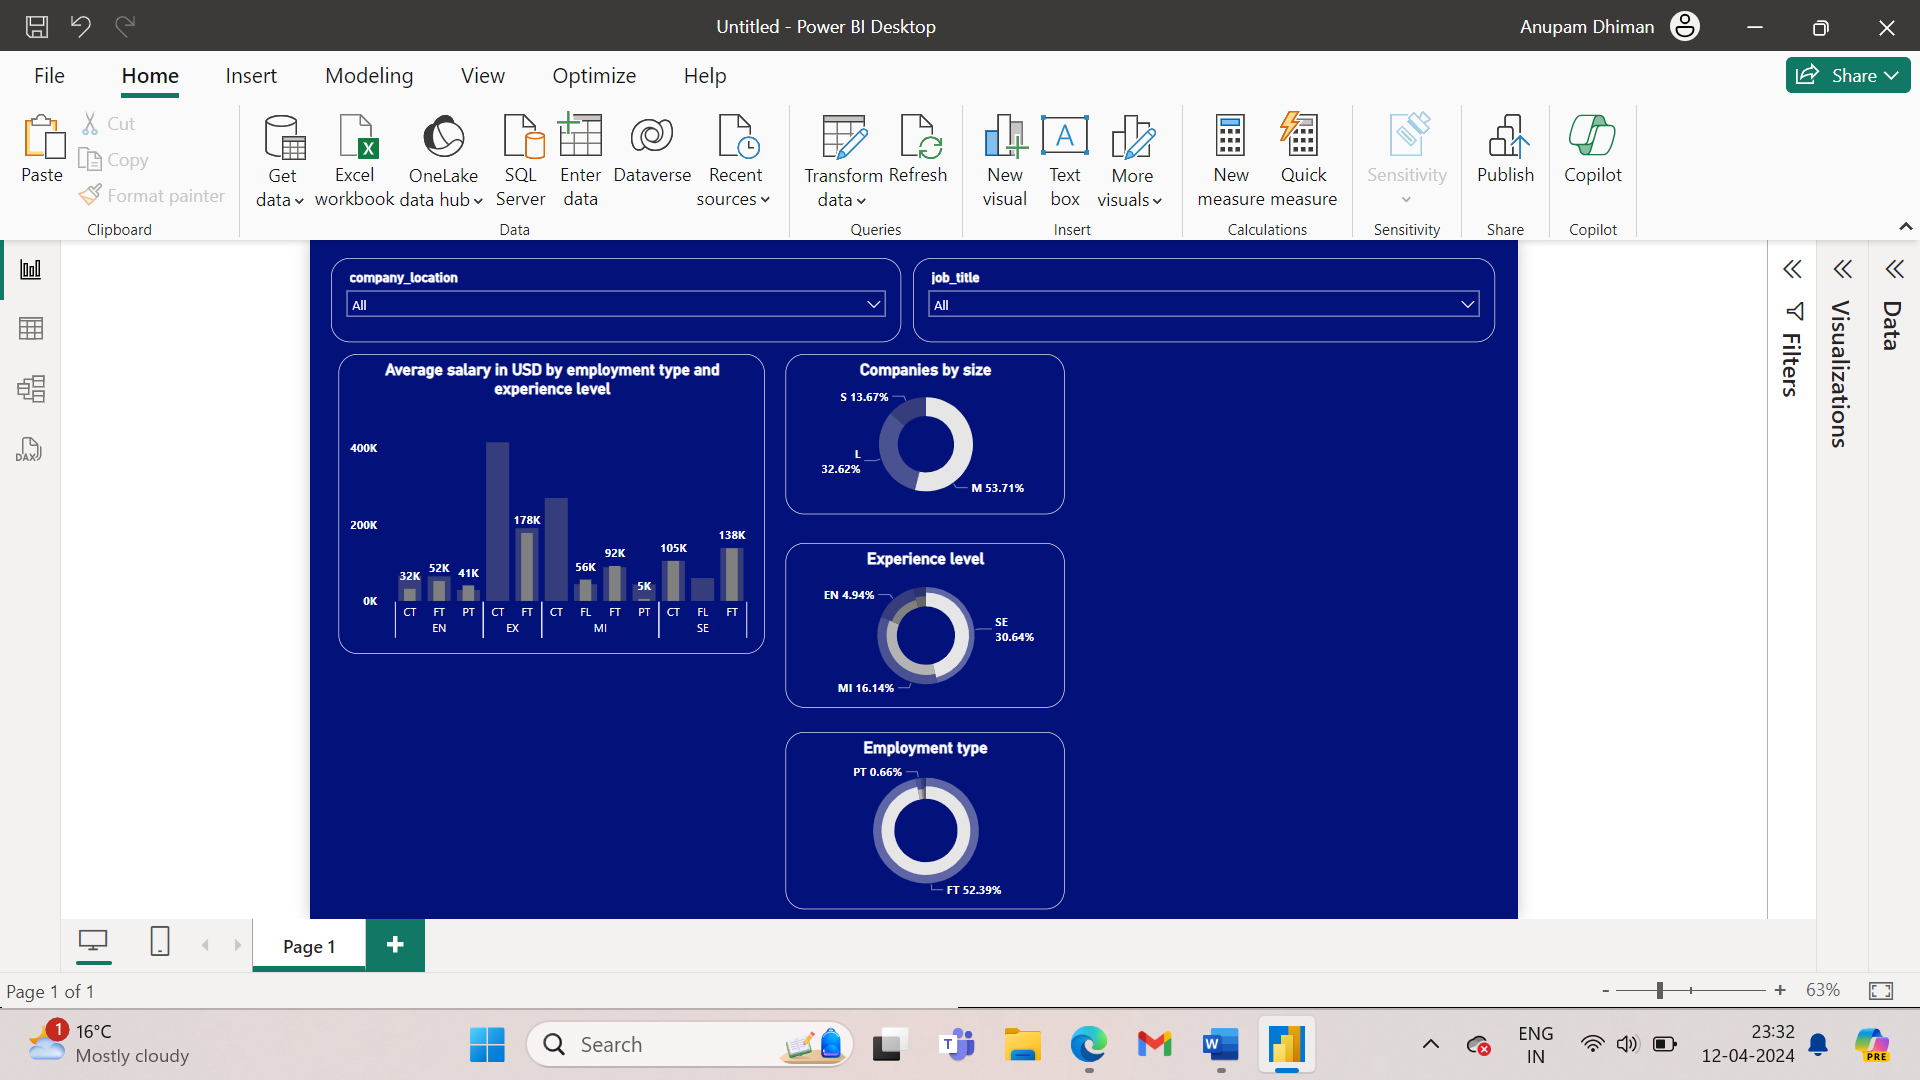 Untitled - Power BI Desktop
Anupam Dhiman
File
Home
Insert
Modeling
View
Optimize
Help
Share
Paste
Cut
Copy
Format painter
Clipboard
Get
data
Excel
workbook
OneLake
data hub
SQL
Server
Enter
data
Dataverse
Recent
sources
Data
Transform
data
Refresh
Queries
New
visual
Text
box
More
visuals
Insert
New
measure
Quick
measure
Calculations
Sensitivity
Sensitivity
Publish
Share
Copilot
Copilot
company_location
All
job_title
All
Average salary in USD by employment type and
experience level
400K
200K
0K
32K
52K
41K
178K
56K
92K
5K
105K
138K
CT FT PT CT FT CT FL FT PT CT FL FT
EN EX MI SE
Companies by size
S 13.67%
L
32.62%
M 53.71%
Experience level
EN 4.94%
SE
30.64%
MI 16.14%
Employment type
PT 0.66%
FT 52.39%
Filters
Visualizations
Data
DAX
Page 1
Page 1 of 1
- + 63%
1
16°C
Mostly cloudy
Search
ENG
IN
23:32
12-04-2024
PRE